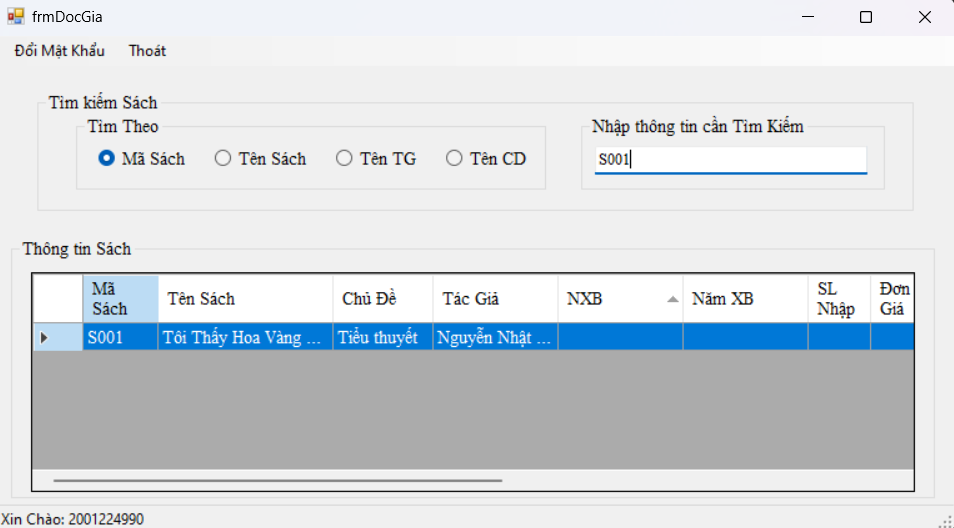 frmDocGia
Đổi Mật Khẩu Thoát
Tìm kiếm Sách
Tìm Theo
Mã Sách Tên Sách Tên TG Tên CD
Nhập thông tin cần Tìm Kiếm
S001
Thông tin Sách
Mã Sách Tên Sách Chủ Đề Tác Giả NXB Năm XB SL Nhập Đơn Giá
S001 Tôi Thấy Hoa Vàng ... Tiểu thuyết Nguyễn Nhật ...
Xin Chào: 2001224990